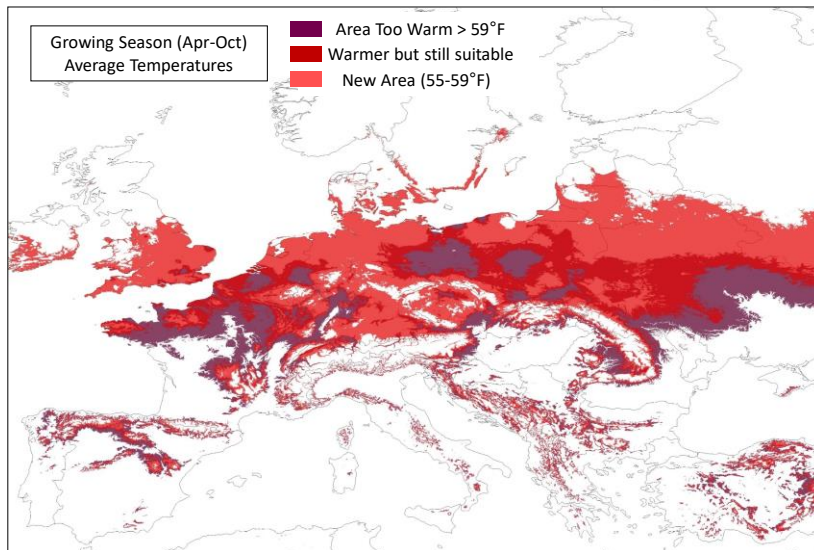 Growing Season (Apr-Oct)
Average Temperatures
Area Too Warm > 59°F
Warmer but still suitable
New Area (55-59°F)